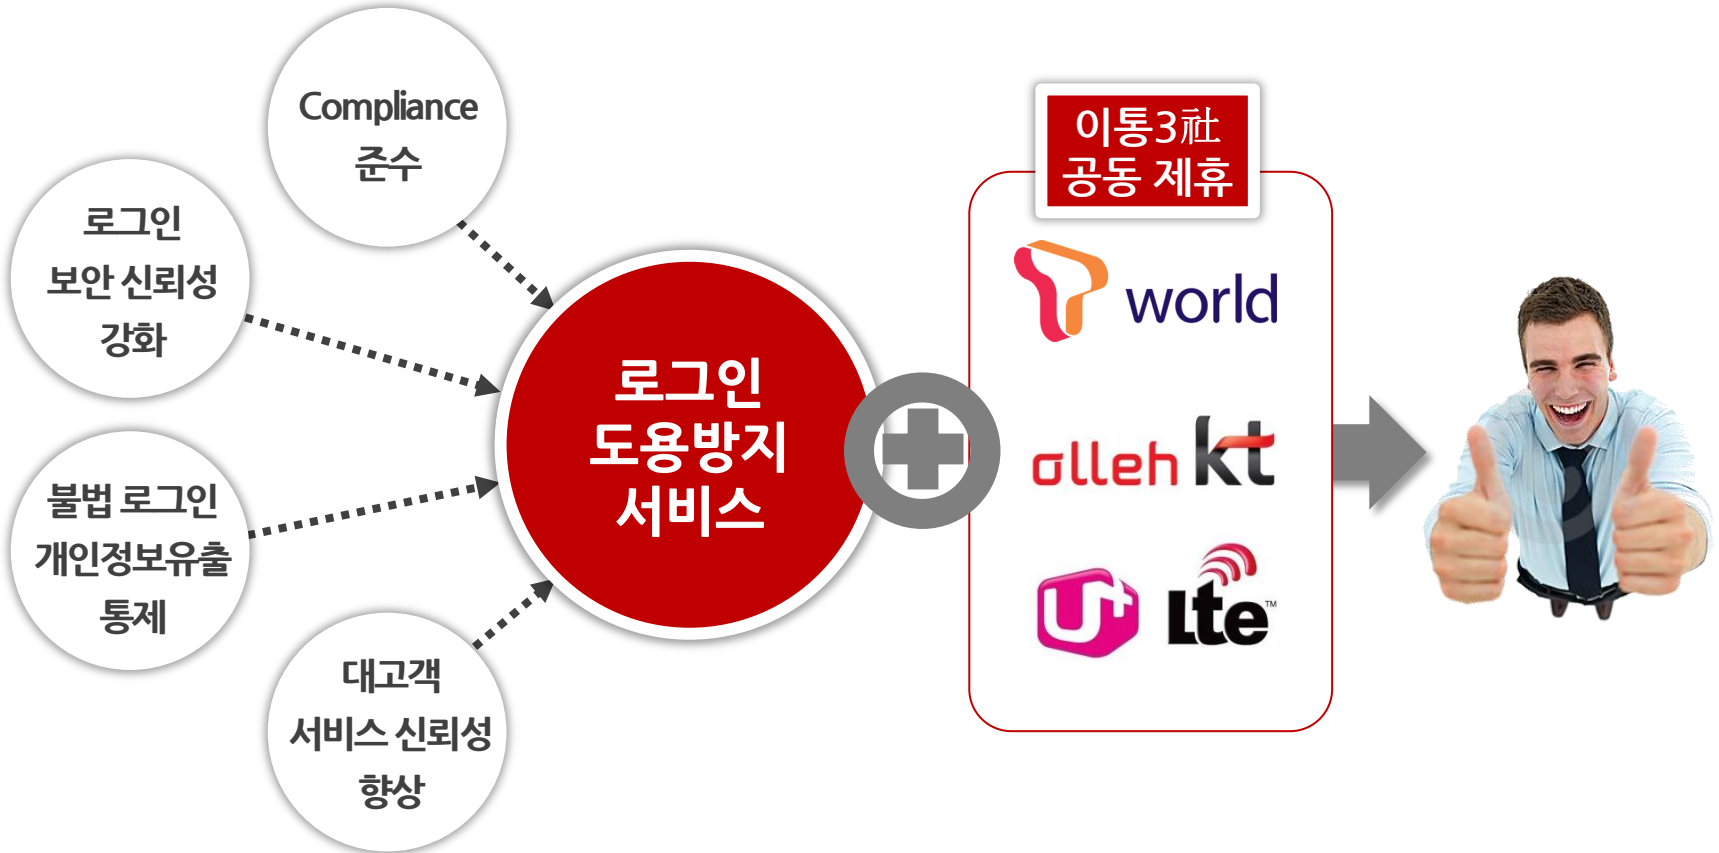 Compliance
준수
로그인
보안 신뢰성
강화
불법 로그인
개인정보유출
통제
대고객
서비스 신뢰성
향상
로그인
도용방지
서비스
이통3社
공동 제휴
T world
olleh kt
U+ Lte™